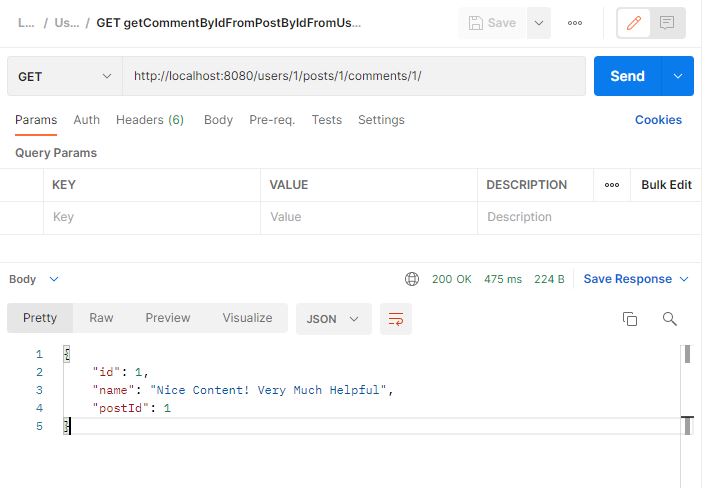 L... / Us... / GET getCommentByIdFromPostByIdFromUs...
Save
GET http://localhost:8080/users/1/posts/1/comments/1/ Send
Params Auth Headers (6) Body Pre-req. Tests Settings Cookies
Query Params
KEY VALUE DESCRIPTION Bulk Edit
Key Value Description
Body 200 OK 475 ms 224 B Save Response
Pretty Raw Preview Visualize JSON
1 {
2 "id": 1,
3 "name": "Nice Content! Very Much Helpful",
4 "postId": 1
5 }